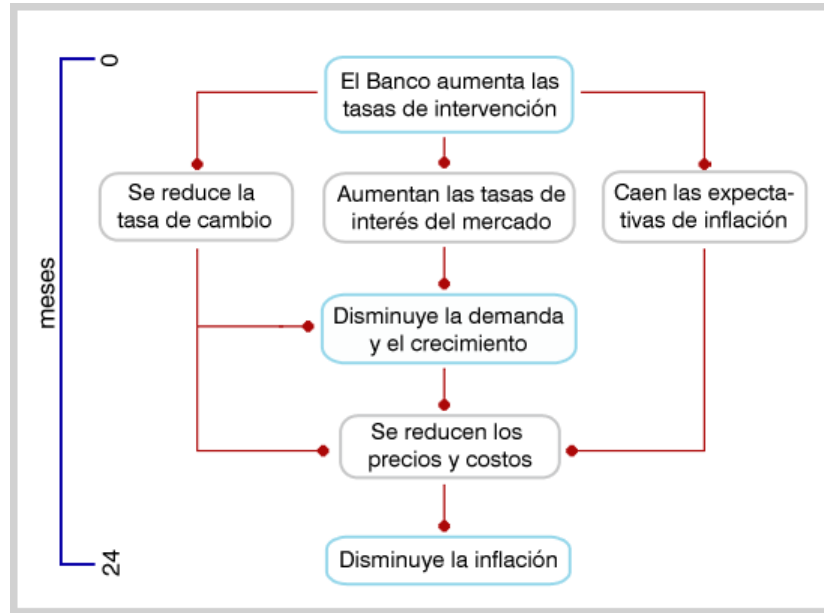 0
El Banco aumenta las
tasas de intervención
Se reduce la
tasa de cambio
Aumentan las tasas de
interés del mercado
Caen las expecta-
tivas de inflación
meses
Disminuye la demanda
y el crecimiento
Se reducen los
precios y costos
24
Disminuye la inflación